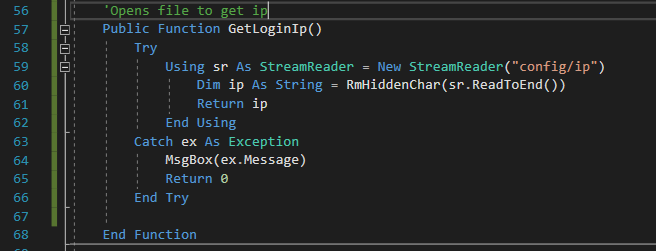 56 'Opens file to get ip
57 Public Function GetLoginIp()
58 Try
59 Using sr As StreamReader = New StreamReader("config/ip")
60 Dim ip As String = RmHiddenChar(sr.ReadToEnd())
61 Return ip
62 End Using
63 Catch ex As Exception
64 MsgBox(ex.Message)
65 Return 0
66 End Try
67
68 End Function